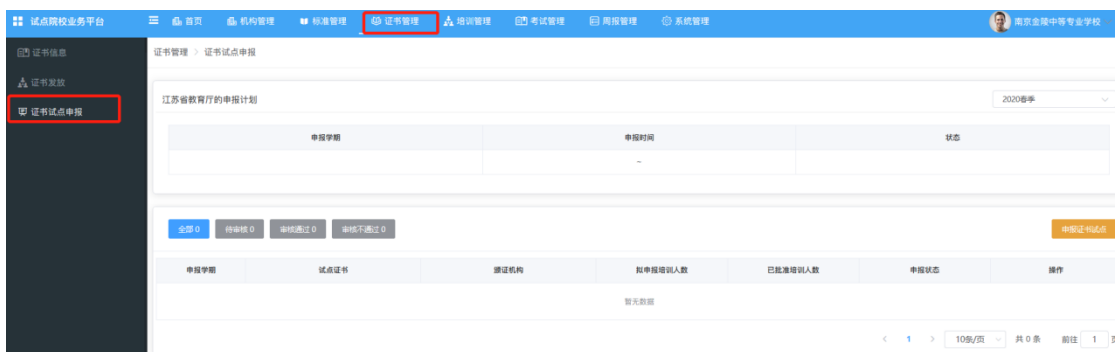 试点院校业务平台 首页 机构管理 标准管理 证书管理 培训管理 考试管理 周报管理 系统管理 南京金陵中等专业学校
证书信息
证书发放
证书试点申报
证书管理 > 证书试点申报
江苏省教育厅的申报计划 2020春季
申报学期 申报时间 状态
~
全部 0 待审核 0 审核通过 0 审核不通过 0 申报证书试点
申报学期 试点证书 颁证机构 拟申报培训人数 已批准培训人数 申报状态 操作
暂无数据
< 1 > 10条/页 共 0 条 前往 1